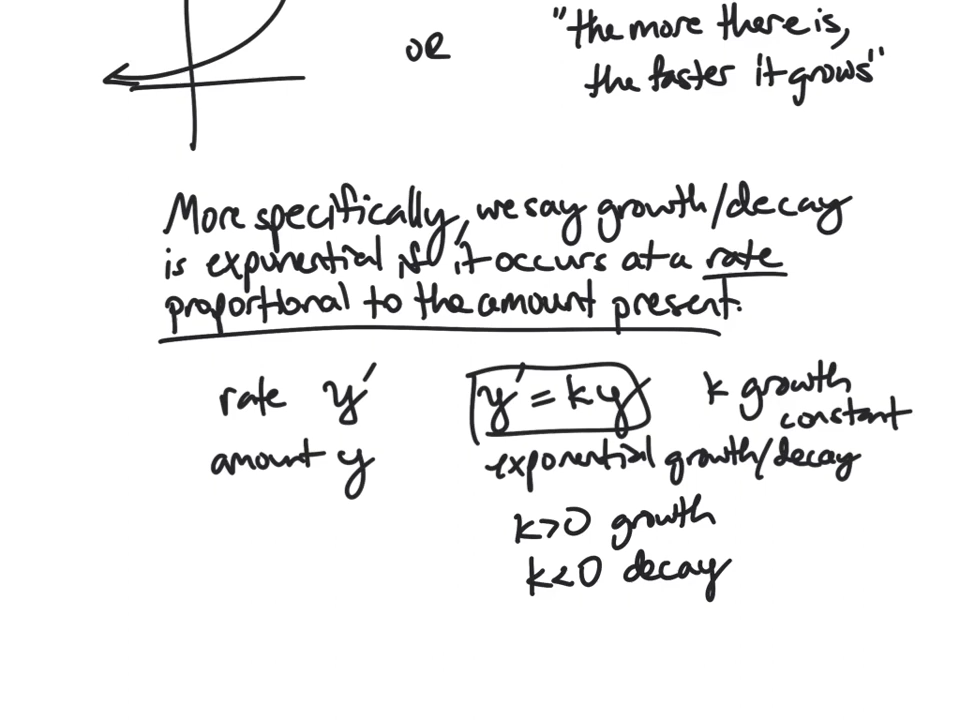 OR
"the more there is,
the faster it grows"
More specifically, we say growth/decay
is exponential if it occurs at a rate
proportional to the amount present.
rate y'
y' = ky
k growth
constant
amount y
exponential growth/decay
k>0 growth
k<0 decay